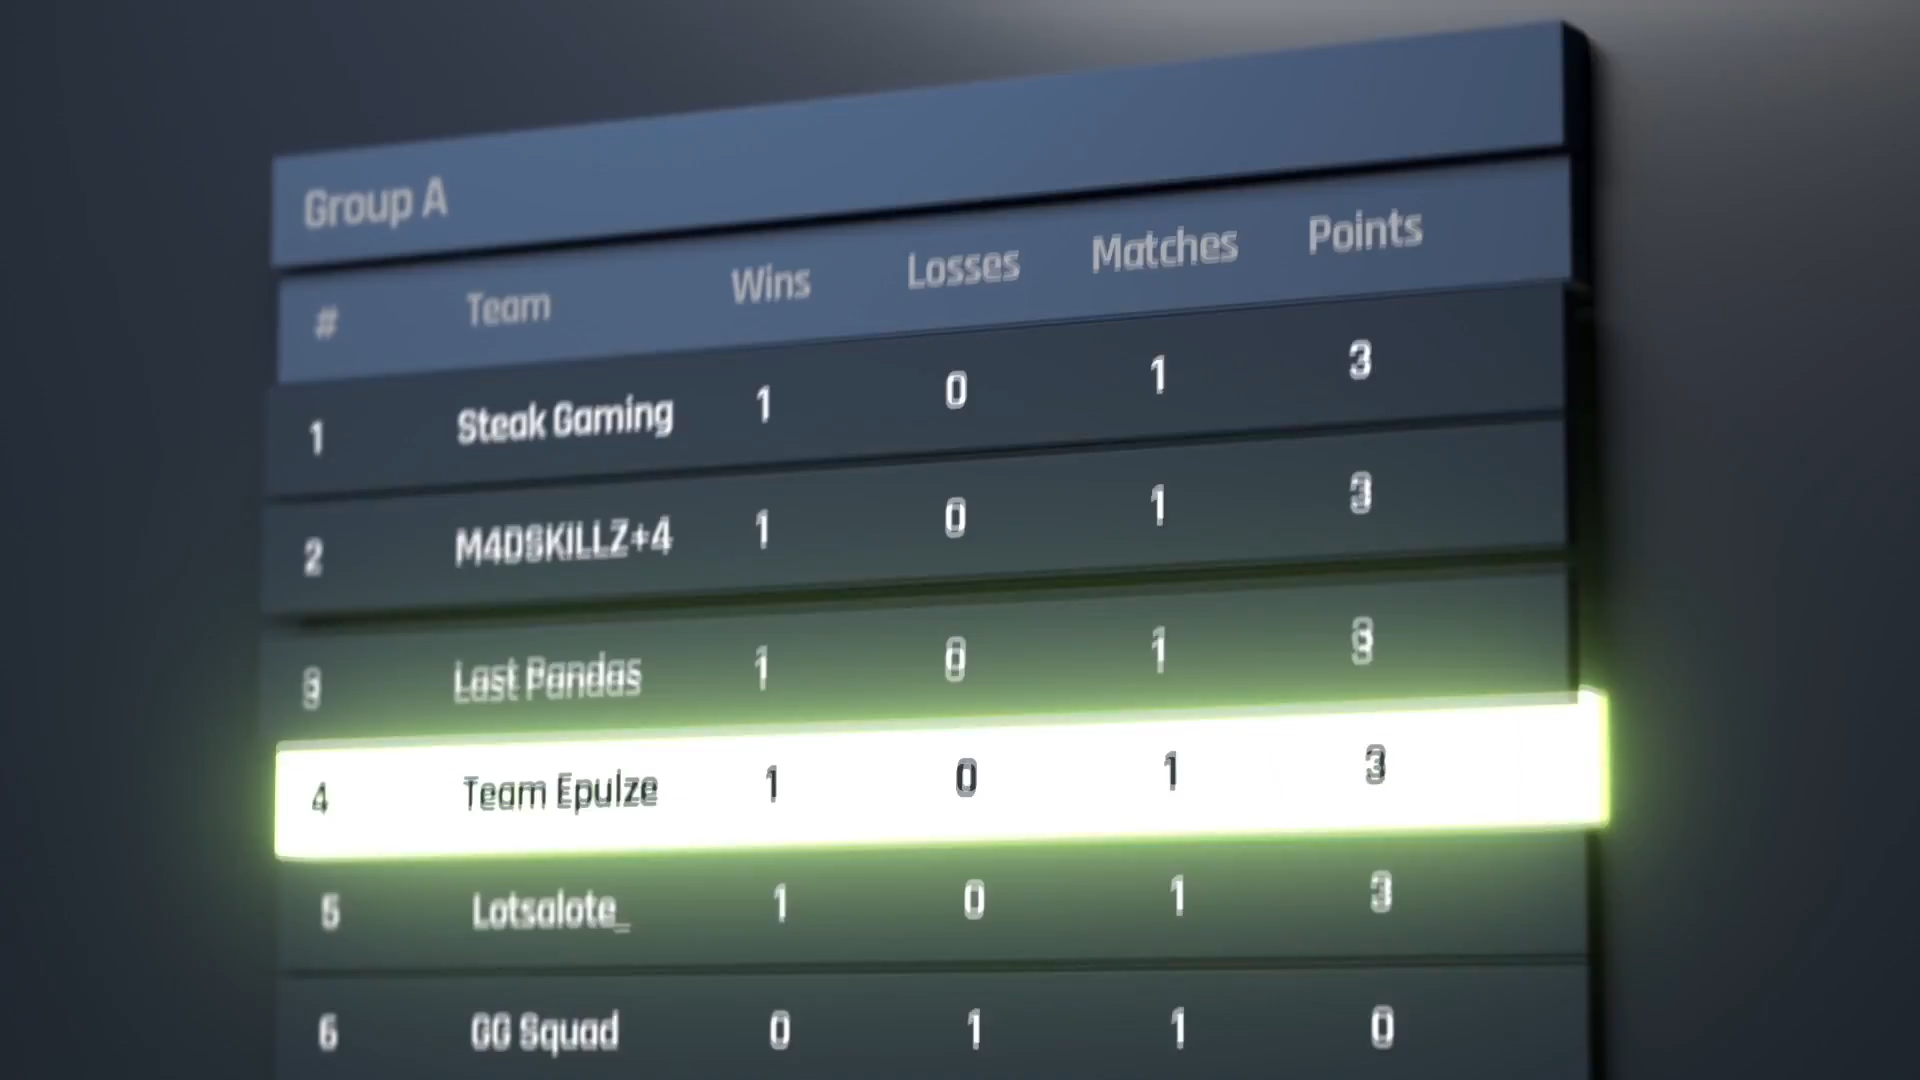 Group A
# Team Wins Losses Matches Points
1 Steak Gaming 1 0 1 3
2 M4DSKILLZ+4 1 0 1 3
3 Last Pandas 1 0 1 3
4 Team Epulze 1 0 1 3
5 Lotsalote_ 1 0 1 3
6 GG Squad 0 1 1 0